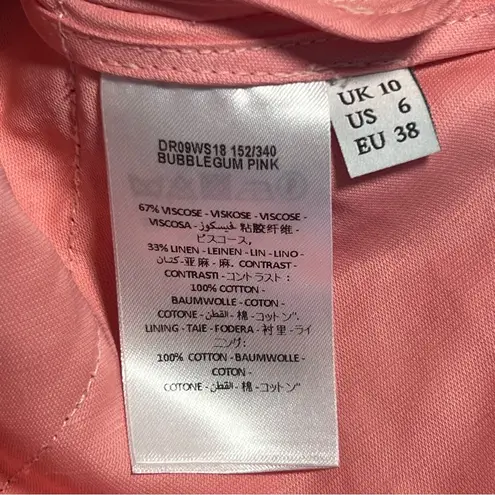 DR09WS18 152/340
BUBBLEGUM PINK
67% VISCOSE - VISKOSE - VISCOSE -
VISCOSA - فيسكوز - 粘胶纤维 -
ビスコース,
33% LINEN - LEINEN - LIN - LINO -
كتان - 亚麻 - 麻. CONTRAST -
CONTRASTI - コントラスト :
100% COTTON -
BAUMWOLLE - COTON -
COTONE - القطن - 棉 - コットン".
LINING - TAIE - FODERA - 衬里 - ライ
ニング:
100% COTTON - BAUMWOLLE -
COTON -
COTONE - القطن - 棉 - コットン"
UK 10
US 6
EU 38